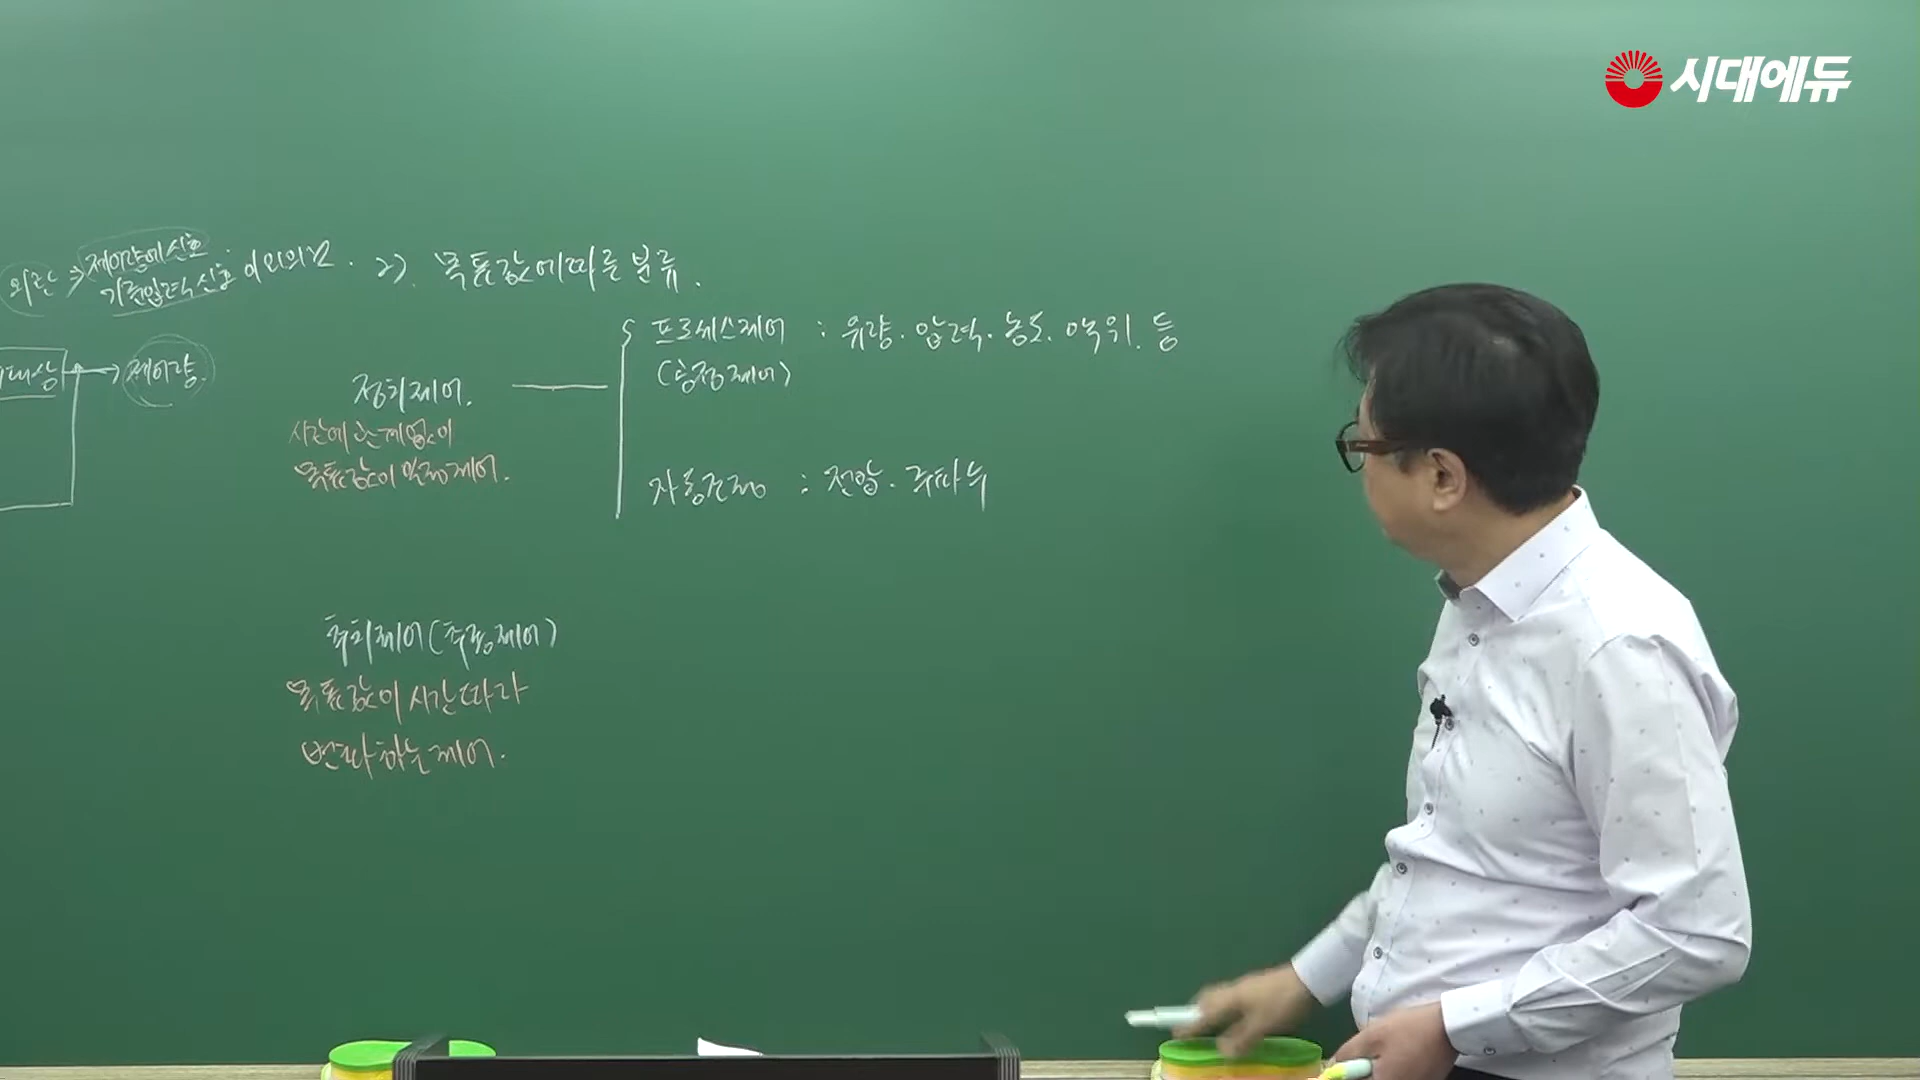 시대에듀
외란 → 제어량에 신호
기준입력신호 이외의 것.
2) 목표값에 따른 분류.
대상 → 제어량.
정치제어.
시간에 관계없이
목표값이 일정제어.
프로세스제어 : 유량. 압력. 농도. 액위. 등
(공정제어)
자동조정 : 전압. 주파수
추치제어(추종제어)
목표값이 시간따라
변화하는 제어.